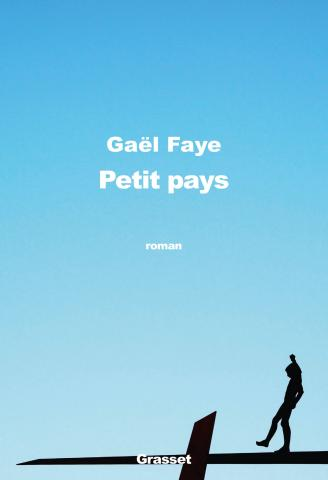 Gaël Faye
Petit pays
roman
Grasset